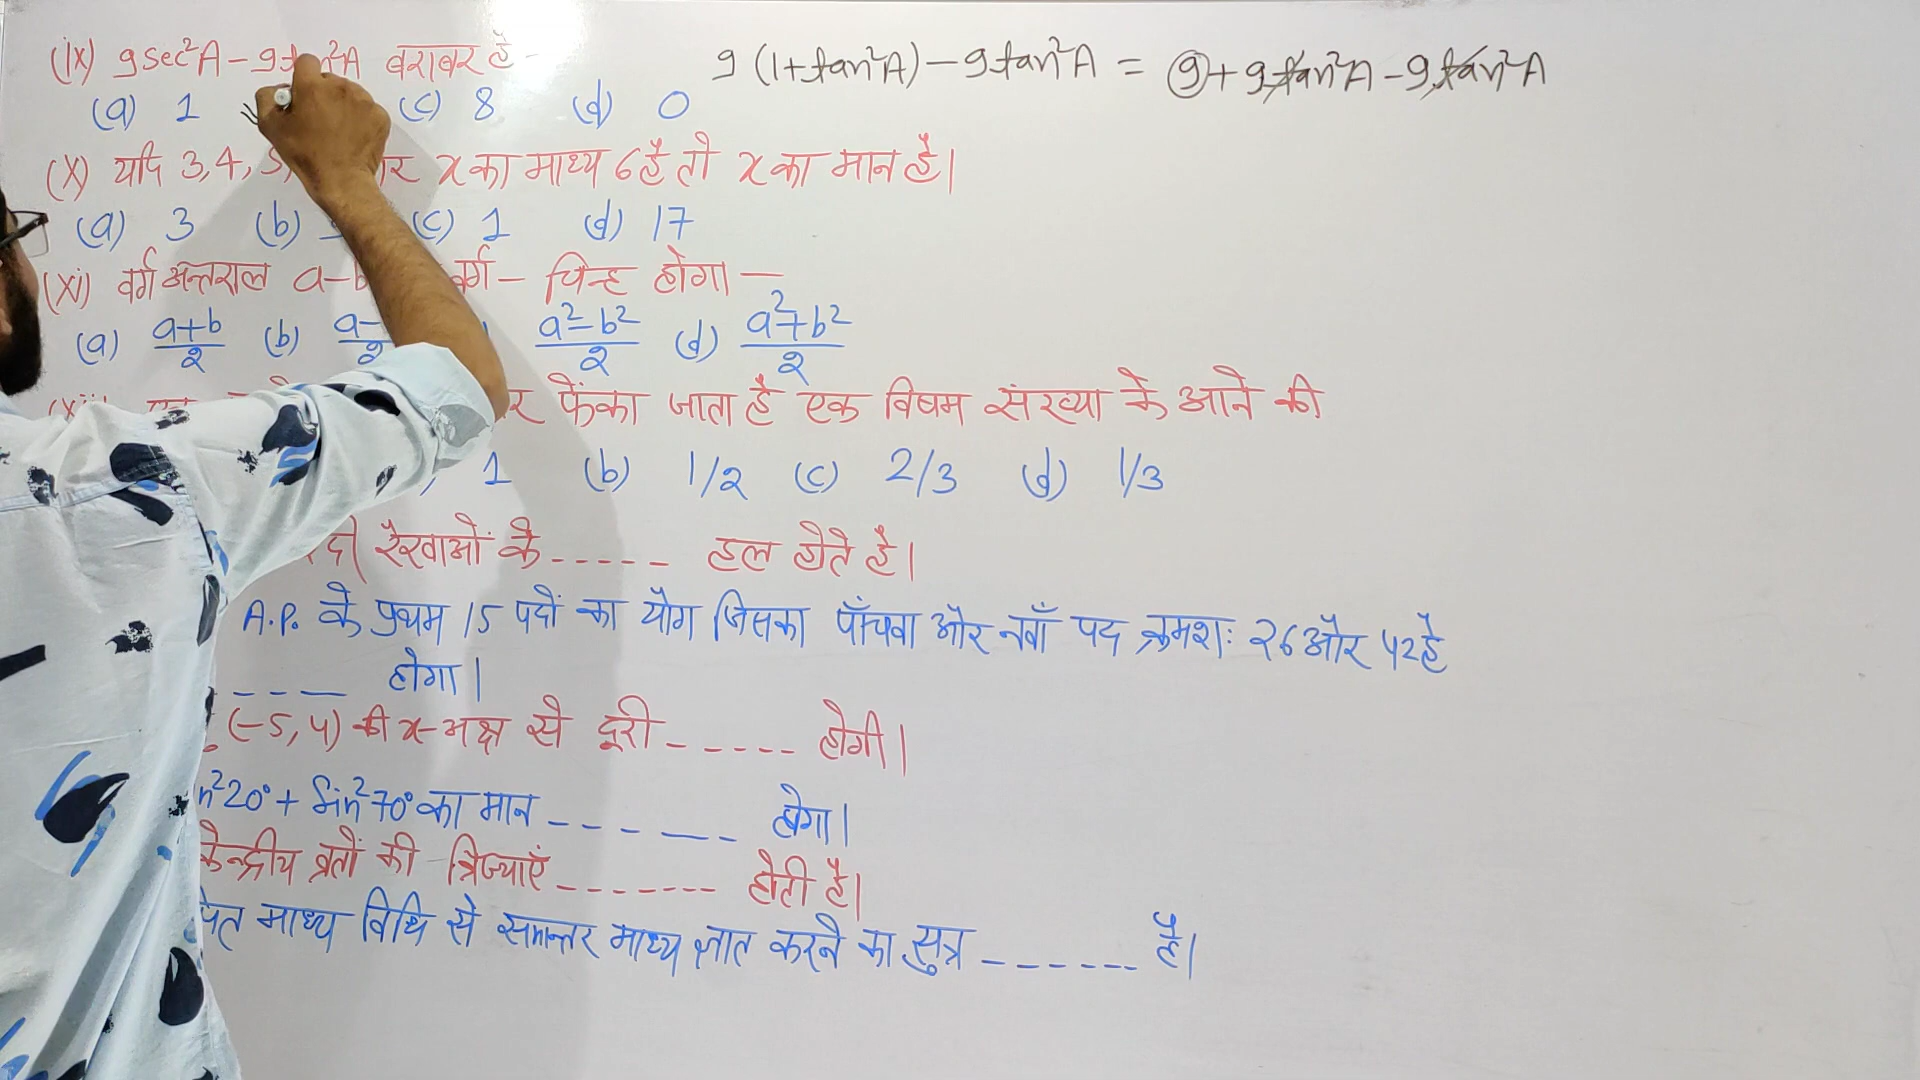 (ix) 9sec²A-9tan²A बराबर है- 9(1+tan²A)-9tan²A = 9+9tan²A-9tan²A
(a) 1 (c) 8 (d) 0
(x) यदि 3,4,5, x का माध्य 6 है तो x का मान है।
(a) 3 (b) (c) 1 (d) 17
(xi) वर्ग अन्तराल a-b वर्ग- चिन्ह होगा-
(a) a+b/2 (b) a-/2 a²-b²/2 (d) a²+b²/2
फेंका जाता है एक विषम संख्या के आने की
1 (b) 1/2 (c) 2/3 (d) 1/3
दो रेखाओं के ----- हल होते है।
A.P. के प्रथम 15 पदों का योग जिसका पाँचवा और नवाँ पद क्रमश: 26 और 42 है
---- होगा।
(-5,4) की x-अक्ष से दूरी ------ होगी।
n²20°+ Sin²70° का मान ------ होगा।
केन्द्रीय व्रतों की त्रिज्याएं ------- होती है।
माध्य विधि से समान्तर माध्य ज्ञात करने का सुत्र ------- है।